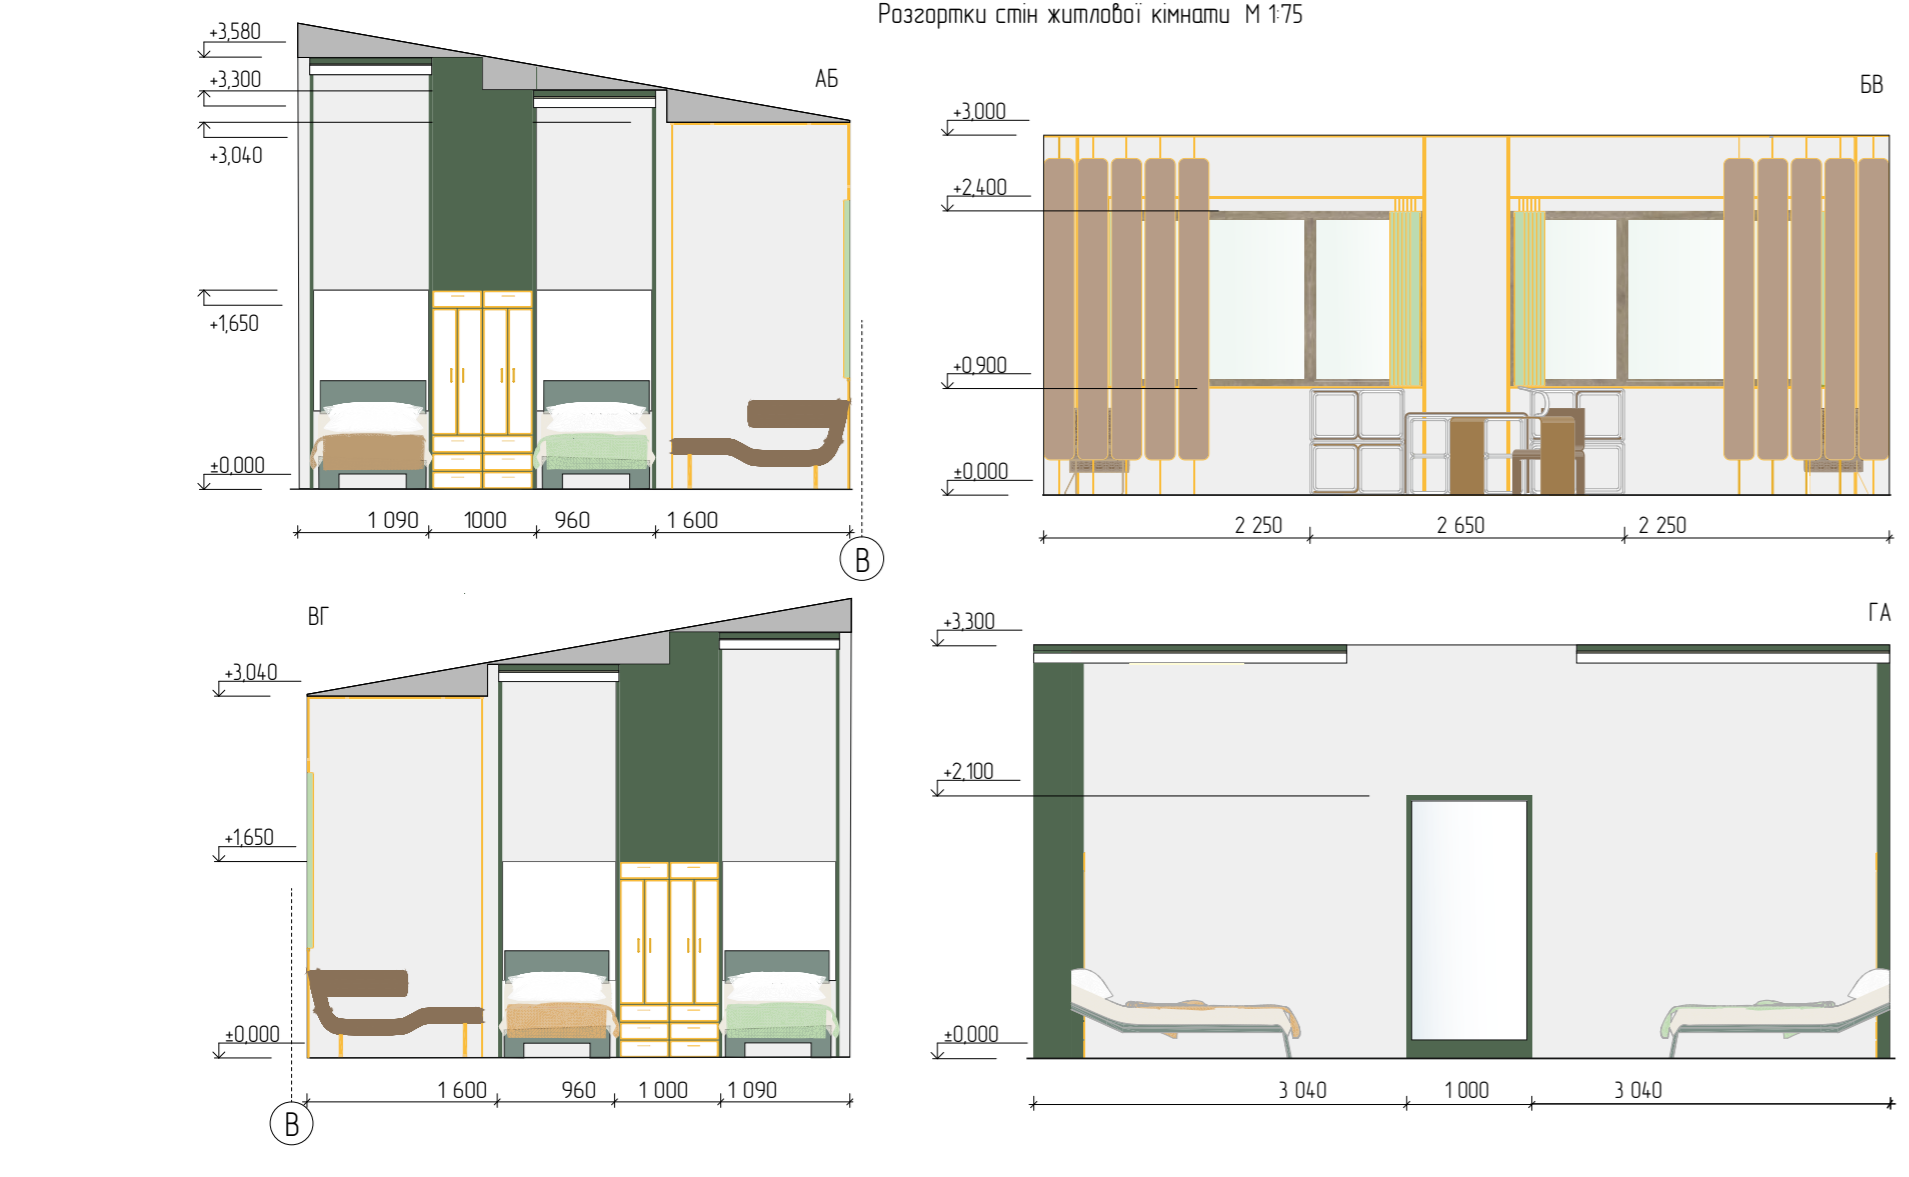 Розгортки стін житлової кімнати М 1:75
АБ
+3,580
+3,300
+3,040
+1,650
±0,000
1 090 1000 960 1 600
В
БВ
+3,000
+2,400
+0,900
±0,000
2 250 2 650 2 250
ВГ
+3,040
+1,650
±0,000
1 600 960 1 000 1 090
В
ГА
+3,300
+2,100
±0,000
3 040 1 000 3 040